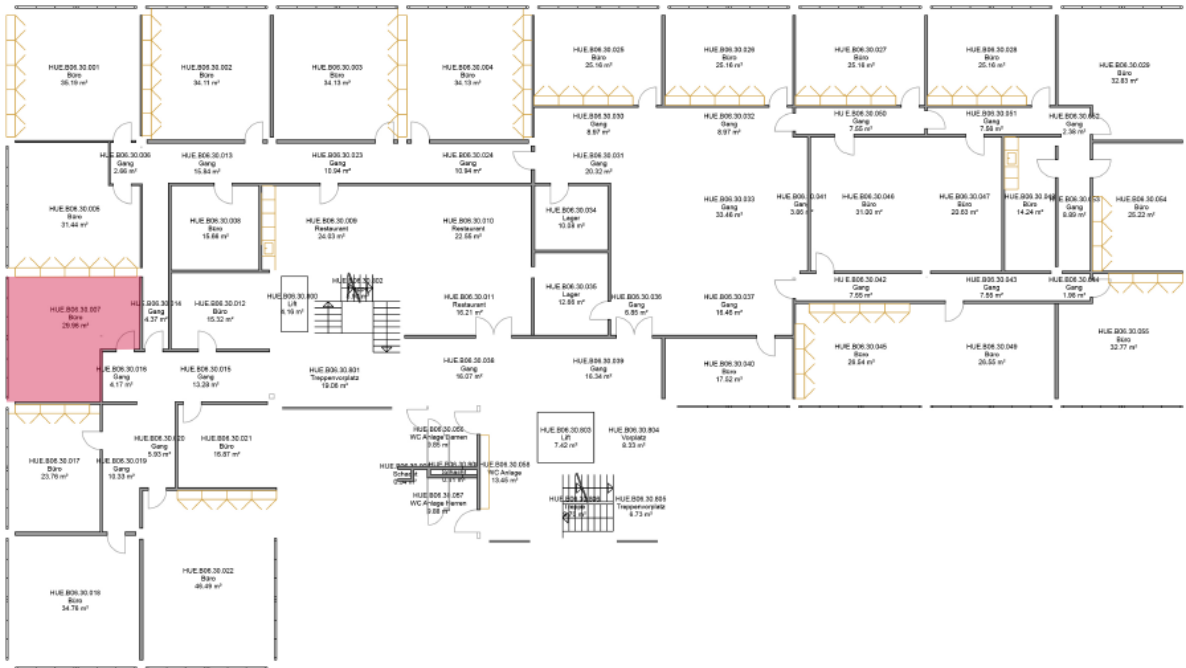 HUE.B06.30.001
Büro
35.19 m²
HUE.B06.30.002
Büro
34.11 m²
HUE.B06.30.003
Büro
34.13 m²
HUE.B06.30.004
Büro
34.13 m²
HUE.B06.30.025
Büro
25.16 m²
HUE.B06.30.026
Büro
25.16 m²
HUE.B06.30.027
Büro
25.16 m²
HUE.B06.30.028
Büro
25.16 m²
HUE.B06.30.029
Büro
32.83 m²
HUE.B06.30.030
Gang
8.97 m²
HUE.B06.30.032
Gang
8.97 m²
HUE.B06.30.050
Gang
7.55 m²
HUE.B06.30.051
Gang
7.56 m²
Gang
2.38 m²
HUE.B06.30.006
Gang
2.66 m²
HUE.B06.30.013
Gang
15.84 m²
HUE.B06.30.023
Gang
10.94 m²
HUE.B06.30.024
Gang
10.94 m²
HUE.B06.30.031
Gang
20.32 m²
HUE.B06.30.005
Büro
31.44 m²
HUE.B06.30.008
Büro
15.66 m²
HUE.B06.30.009
Restaurant
24.03 m²
HUE.B06.30.010
Restaurant
22.55 m²
HUE.B06.30.034
Lager
10.08 m²
HUE.B06.30.033
Gang
33.46 m²
HUE.B06.30.041
Gang
HUE.B06.30.046
Büro
31.00 m²
HUE.B06.30.047
Büro
20.63 m²
Gang
14.24 m²
Gang
8.89 m²
HUE.B06.30.054
Büro
25.22 m²
HUE.B06.30.007
Büro
29.96 m²
Gang
4.37 m²
HUE.B06.30.012
Büro
15.32 m²
Lift
HUE.B06.30.011
Restaurant
16.21 m²
HUE.B06.30.035
Lager
12.88 m²
HUE.B06.30.036
Gang
6.85 m²
HUE.B06.30.037
Gang
18.46 m²
HUE.B06.30.042
Gang
7.55 m²
HUE.B06.30.043
Gang
7.55 m²
Gang
1.98 m²
HUE.B06.30.016
Gang
4.17 m²
HUE.B06.30.015
Gang
13.28 m²
HUE.B06.30.801
Treppenvorplatz
19.06 m²
HUE.B06.30.038
Gang
16.07 m²
HUE.B06.30.039
Gang
16.34 m²
HUE.B06.30.040
Büro
17.52 m²
HUE.B06.30.045
Büro
26.54 m²
HUE.B06.30.049
Büro
26.55 m²
HUE.B06.30.055
Büro
32.77 m²
HUE.B06.30.017
Büro
23.76 m²
HUE.B06.30.019
Gang
10.33 m²
Gang
5.93 m²
HUE.B06.30.021
Büro
16.87 m²
WC Anlage Damen
HUE.B06.30.058
WC Anlage
13.45 m²
WC Anlage Herren
HUE.B06.30.803
Lift
7.42 m²
HUE.B06.30.804
Vorplatz
8.33 m²
HUE.B06.30.805
Treppenvorplatz
6.73 m²
HUE.B06.30.018
Büro
34.76 m²
HUE.B06.30.022
Büro
46.49 m²